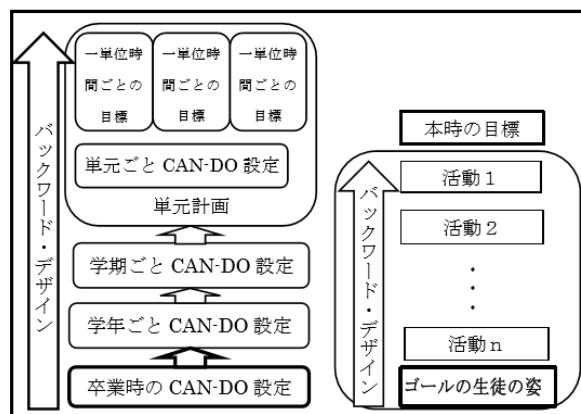 バックワード・デザイン
一単位時
間ごとの
目標
一単位時
間ごとの
目標
一単位時
間ごとの
目標
単元ごと CAN-DO 設定
単元計画
学期ごと CAN-DO 設定
学年ごと CAN-DO 設定
卒業時の CAN-DO 設定
本時の目標
バックワード・デザイン
活動１
活動２
・
・
・
活動ｎ
ゴールの生徒の姿